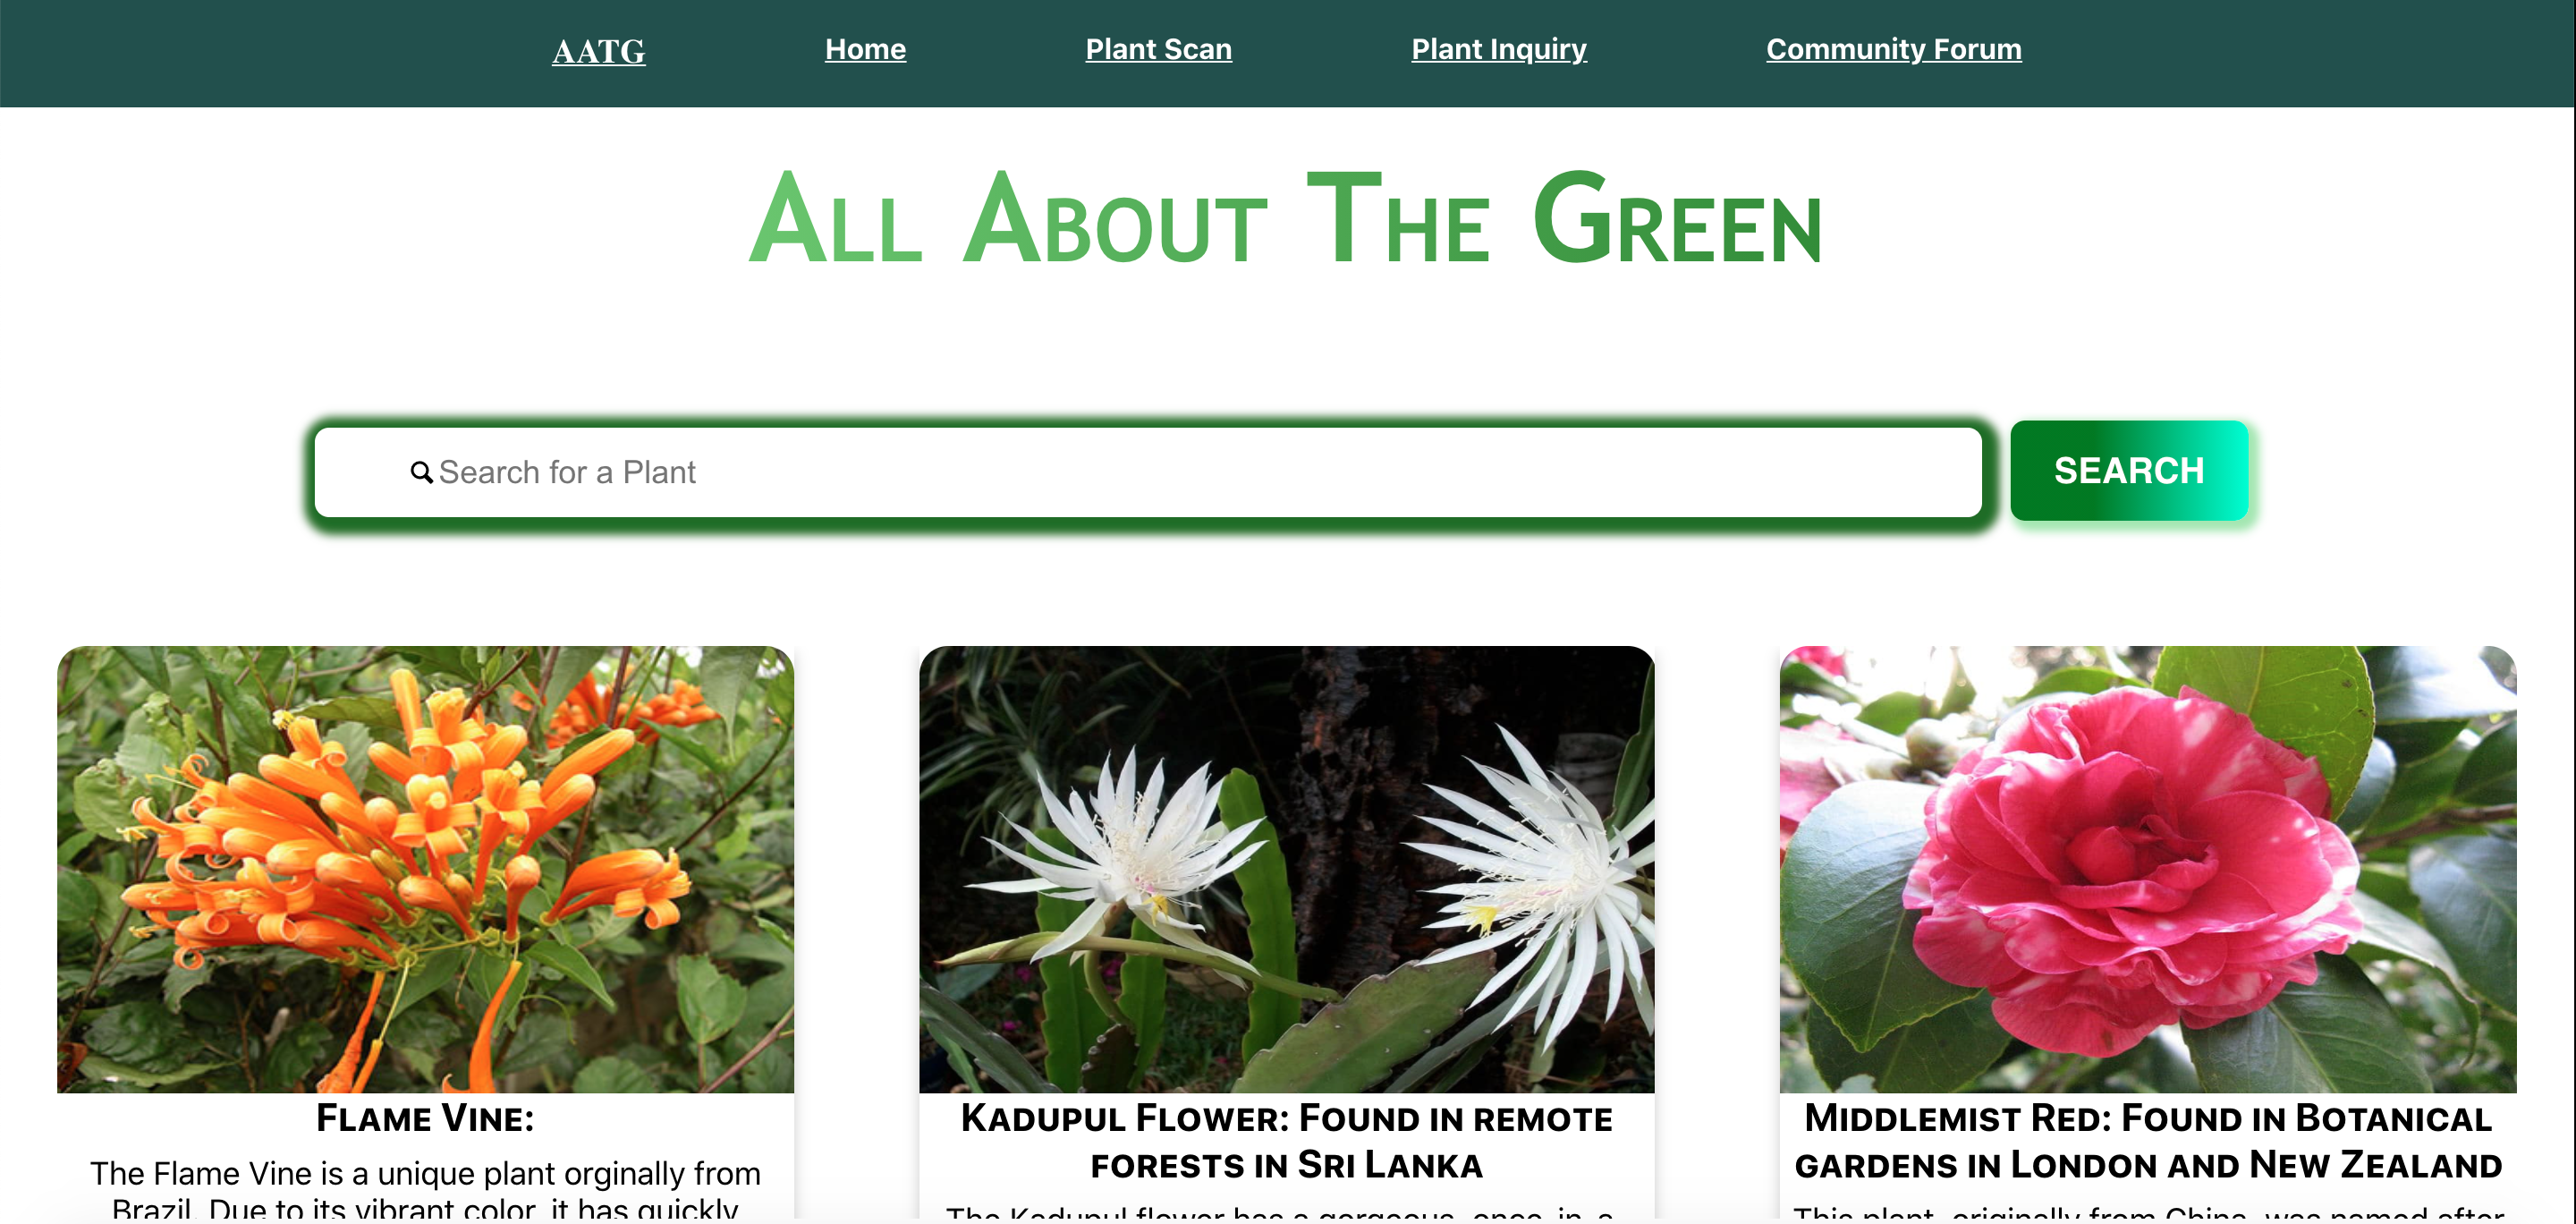 AATG Home Plant Scan Plant Inquiry Community Forum
All About The Green
Search for a Plant SEARCH
Flame Vine:
The Flame Vine is a unique plant orginally from
Brazil. Due to its vibrant color, it has quickly
Kadupul Flower: Found in remote
forests in Sri Lanka
The Kadupul flower has a gorgeous, once-in-a
Middlemist Red: Found in Botanical
gardens in London and New Zealand
This plant, originally from China, was named after